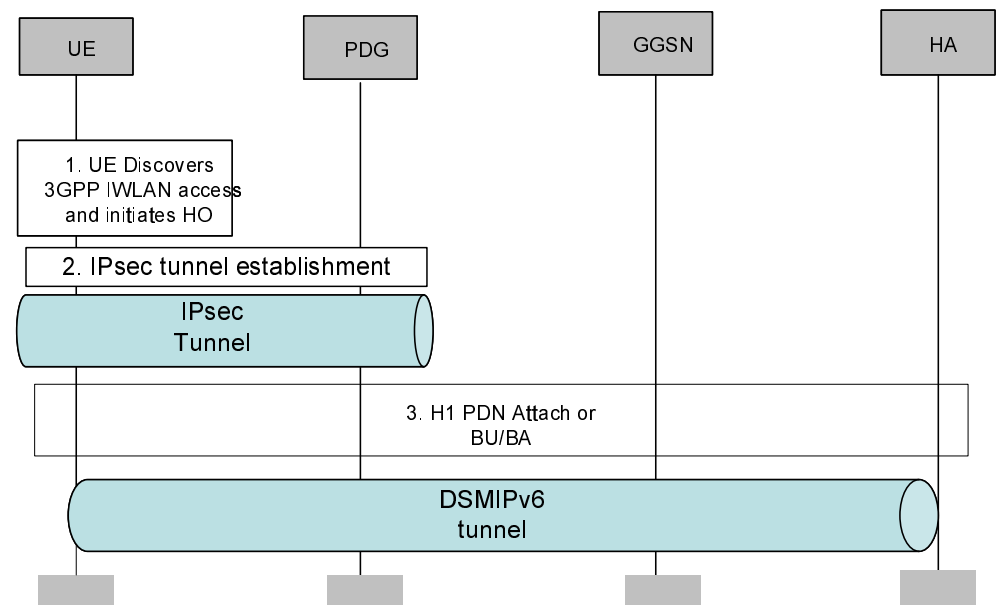 UE
PDG
GGSN
HA
1. UE Discovers
3GPP IWLAN access
and initiates HO
2. IPsec tunnel establishment
IPsec
Tunnel
3. H1 PDN Attach or
BU/BA
DSMIPv6
tunnel